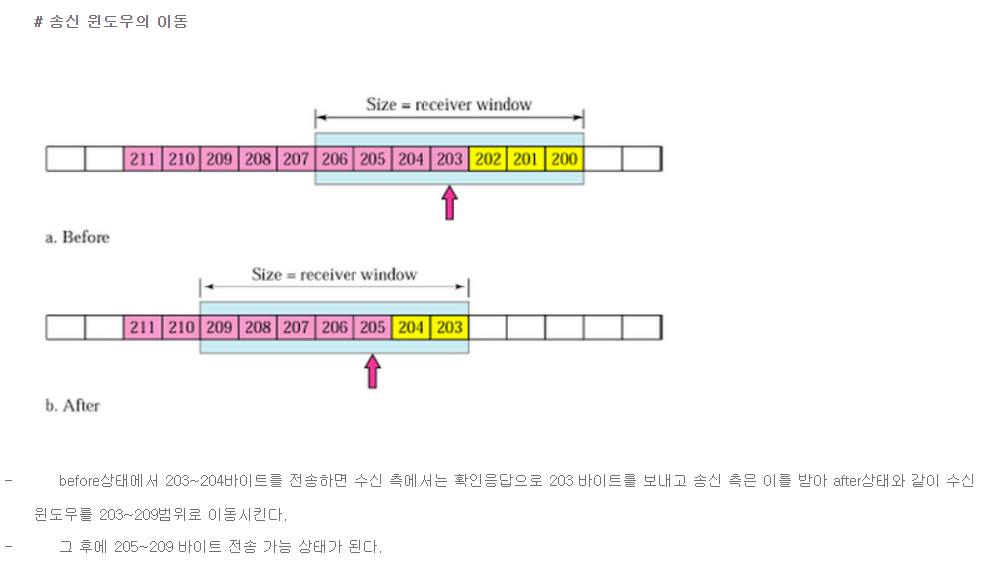 # 송신 윈도우의 이동
Size = receiver window
211 210 209 208 207 206 205 204 203 202 201 200
a. Before
Size = receiver window
211 210 209 208 207 206 205 204 203
b. After
- before상태에서 203~204바이트를 전송하면 수신 측에서는 확인응답으로 203 바이트를 보내고 송신 측은 이를 받아 after상태와 같이 수신
윈도우를 203~209범위로 이동시킨다.
- 그 후에 205~209 바이트 전송 가능 상태가 된다.